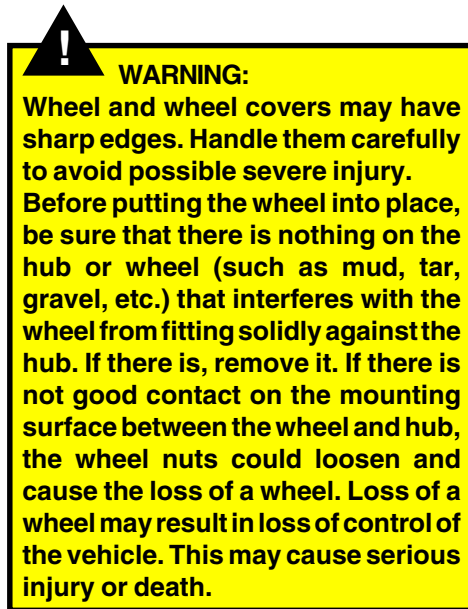 !
WARNING:
Wheel and wheel covers may have
sharp edges. Handle them carefully
to avoid possible severe injury.
Before putting the wheel into place,
be sure that there is nothing on the
hub or wheel (such as mud, tar,
gravel, etc.) that interferes with the
wheel from fitting solidly against the
hub. If there is, remove it. If there is
not good contact on the mounting
surface between the wheel and hub,
the wheel nuts could loosen and
cause the loss of a wheel. Loss of a
wheel may result in loss of control of
the vehicle. This may cause serious
injury or death.